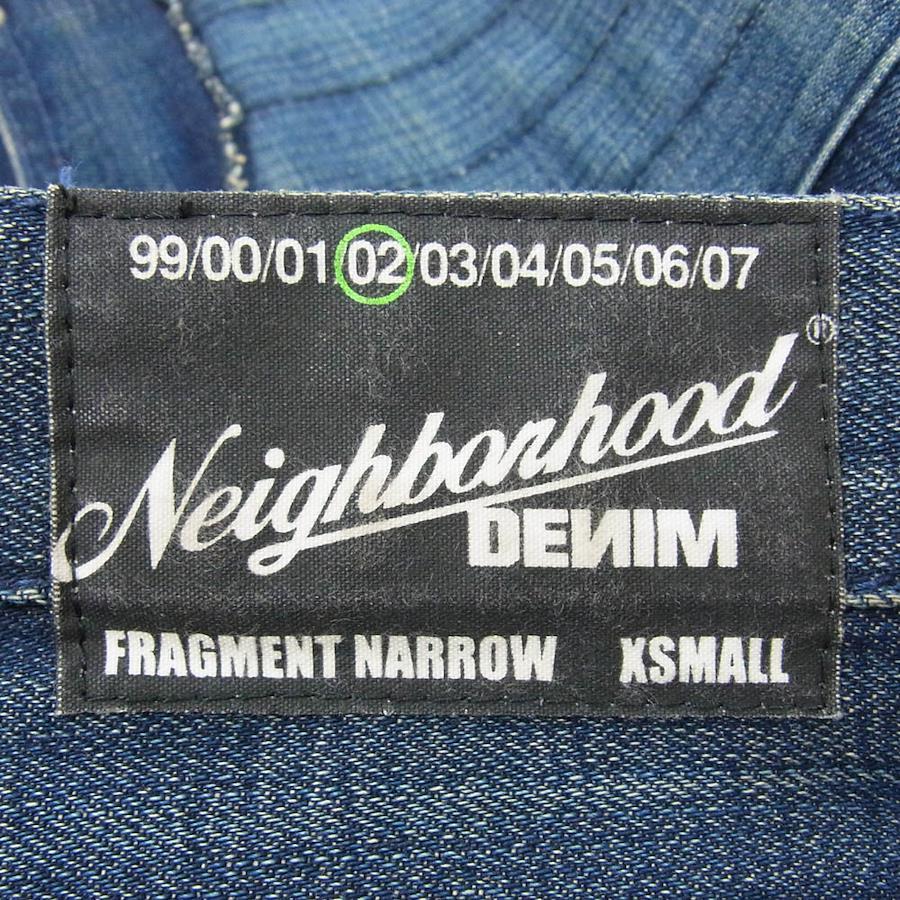 99/00/01/02/03/04/05/06/07
Neighborhood®
DENIM
FRAGMENT NARROW XSMALL